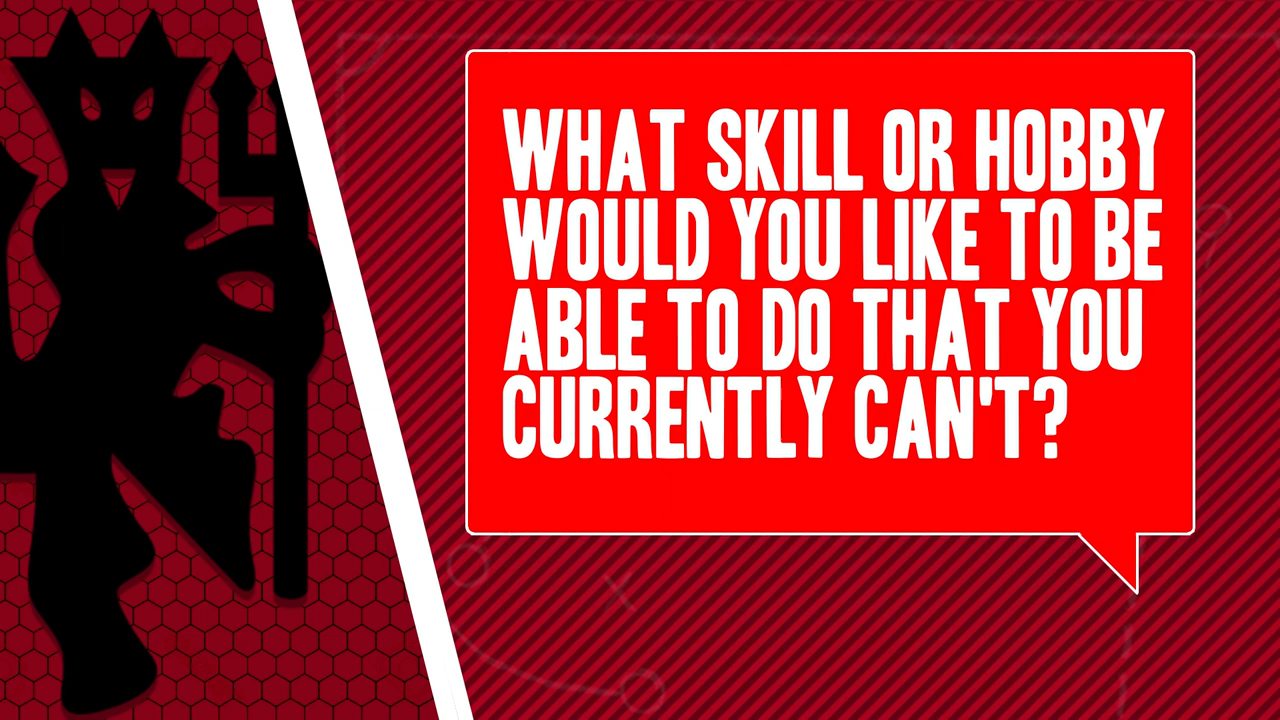 WHAT SKILL OR HOBBY
WOULD YOU LIKE TO BE
ABLE TO DO THAT YOU
CURRENTLY CAN'T?